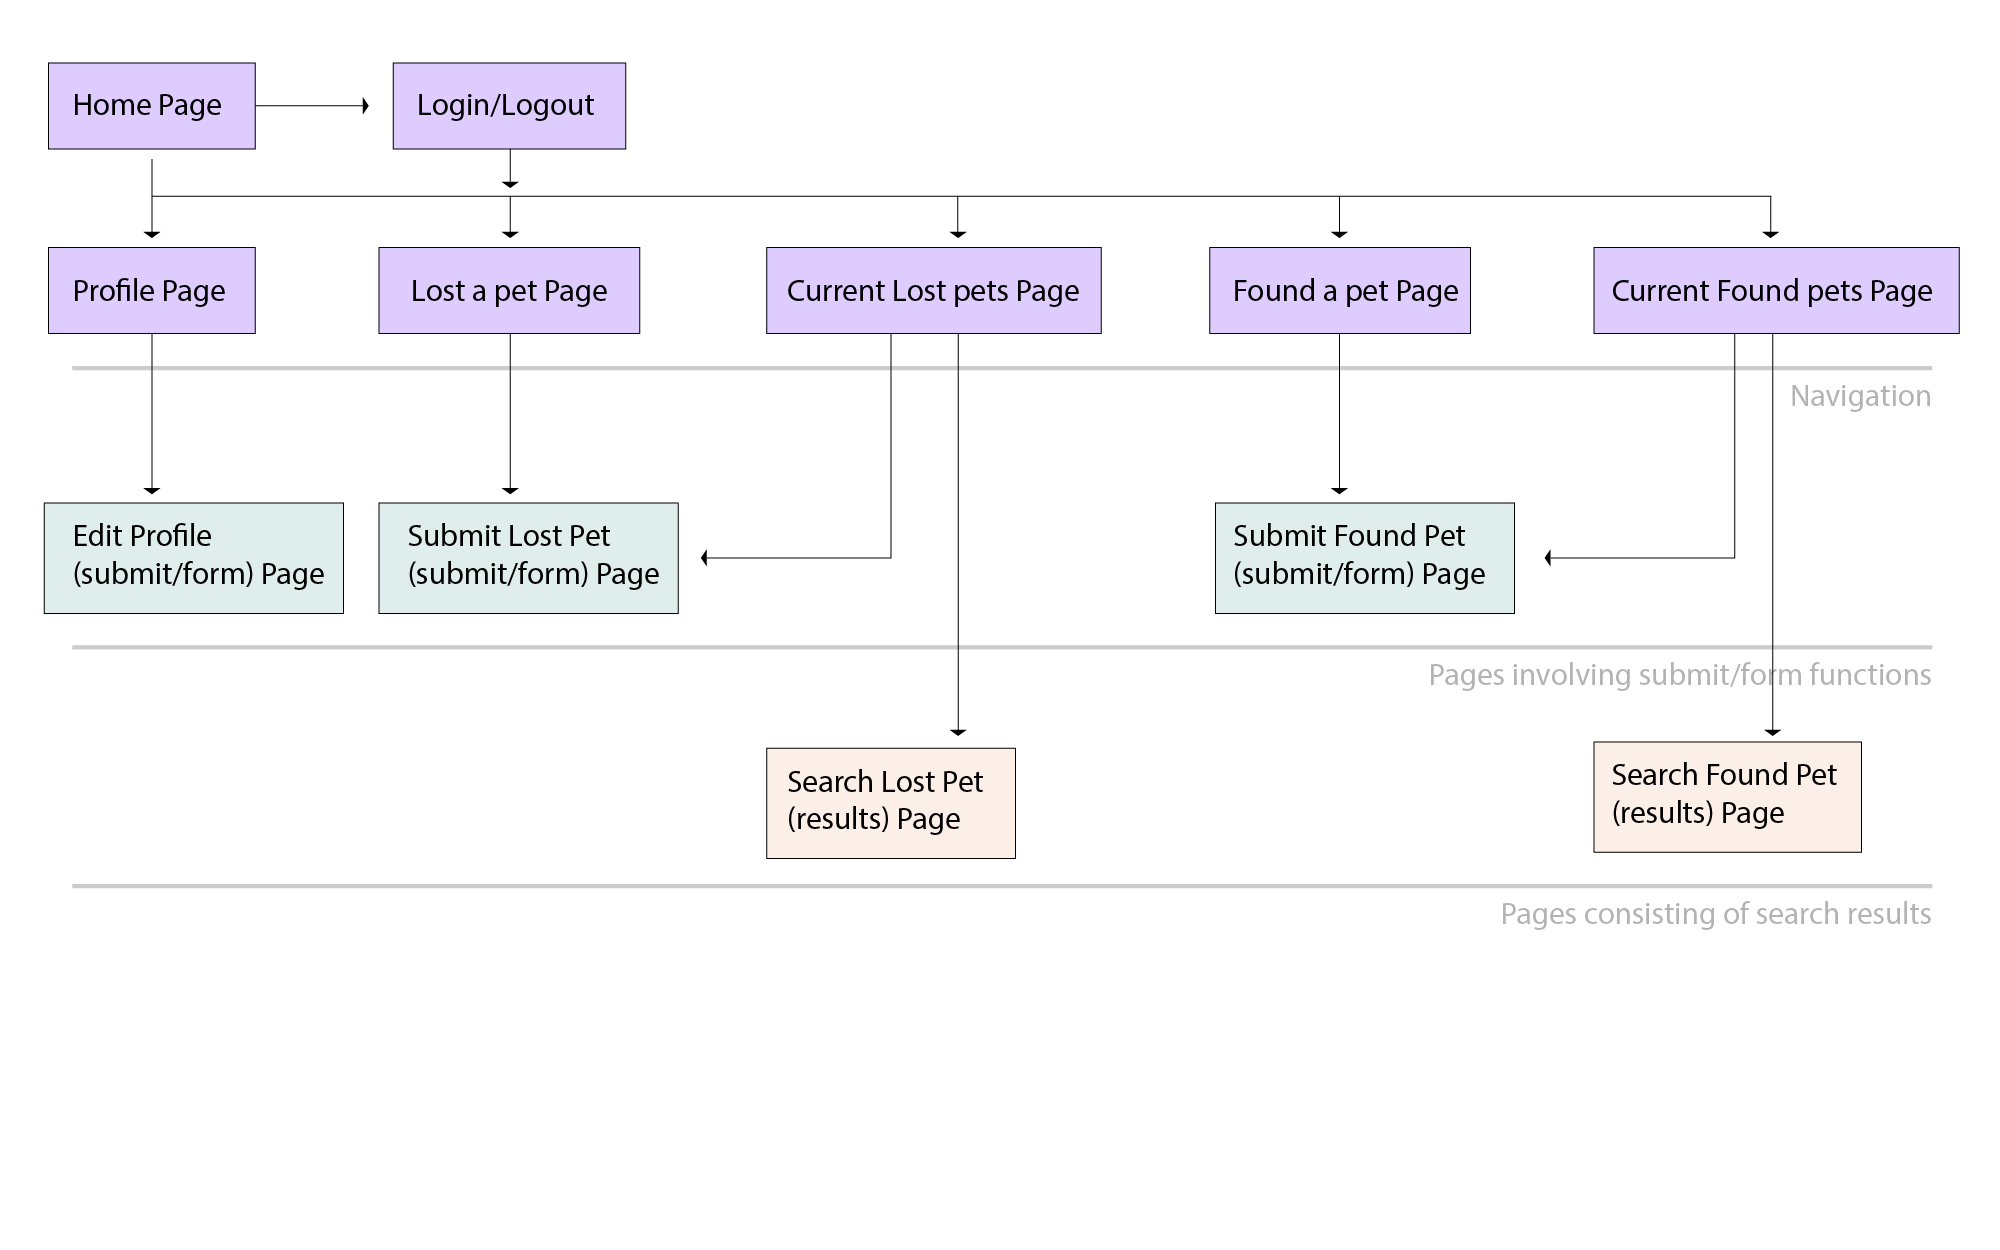 Home Page
Login/Logout
Profile Page
Lost a pet Page
Current Lost pets Page
Found a pet Page
Current Found pets Page
Navigation
Edit Profile
(submit/form) Page
Submit Lost Pet
(submit/form) Page
Submit Found Pet
(submit/form) Page
Pages involving submit/form functions
Search Lost Pet
(results) Page
Search Found Pet
(results) Page
Pages consisting of search results